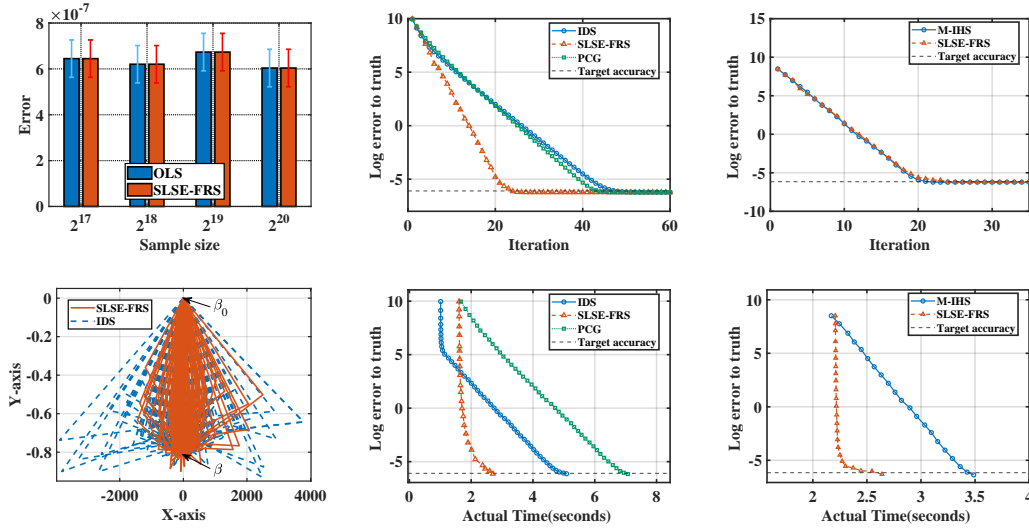 8 ×10⁻⁷
6
4
2
0
Error
OLS
SLSE-FRS
2¹⁷ 2¹⁸ 2¹⁹ 2²⁰
Sample size
10
5
0
-5
Log error to truth
IDS
SLSE-FRS
PCG
Target accuracy
0 20 40 60
Iteration
15
10
5
0
-5
-10
Log error to truth
M-IHS
SLSE-FRS
Target accuracy
0 10 20 30
Iteration
0
-0.2
-0.4
-0.6
-0.8
Y-axis
SLSE-FRS
IDS
β₀
β
-2000 0 2000 4000
X-axis
10
5
0
-5
Log error to truth
IDS
SLSE-FRS
PCG
Target accuracy
0 2 4 6 8
Actual Time(seconds)
10
5
0
-5
Log error to truth
M-IHS
SLSE-FRS
Target accuracy
2 2.5 3 3.5 4
Actual Time(seconds)